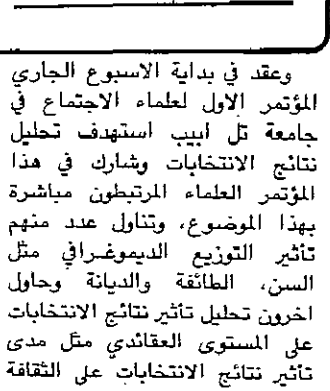 وعقد في بداية الاسبوع الجاري
المؤتمر الاول لعلماء الاجتماع في
جامعة تل ابيب استهدف تحليل
نتائج الانتخابات وشارك في هذا
المؤتمر العلماء المرتبطون مباشرة
بهذا الموضوع، وتناول عدد منهم
تأثير التوزيع الديموغرافي مثل
السن، الطائفة والديانة وحاول
اخرون تحليل تأثير نتائج الانتخابات
على المستوى العقائدي مثل مدى
تأثير نتائج الانتخابات على الثقافة